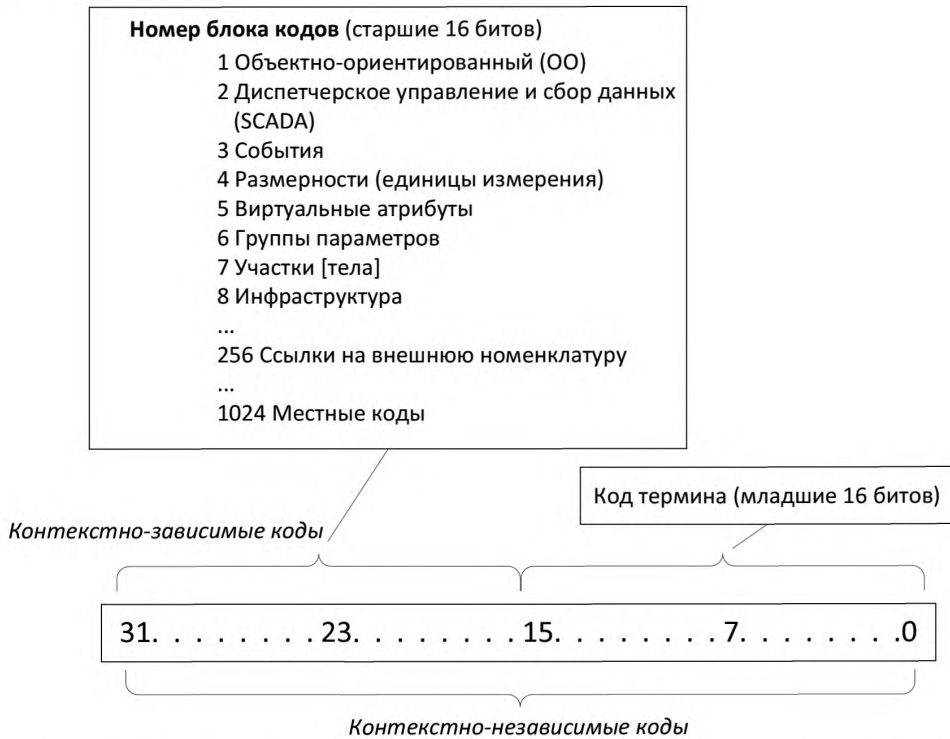 Номер блока кодов (старшие 16 битов)
1 Объектно-ориентированный (ОО)
2 Диспетчерское управление и сбор данных
(SCADA)
3 События
4 Размерности (единицы измерения)
5 Виртуальные атрибуты
6 Группы параметров
7 Участки [тела]
8 Инфраструктура
...
256 Ссылки на внешнюю номенклатуру
...
1024 Местные коды
Код термина (младшие 16 битов)
Контекстно-зависимые коды
31. . . . . . . . 23. . . . . . . . 15. . . . . . . . 7. . . . . . . .0
Контекстно-независимые коды